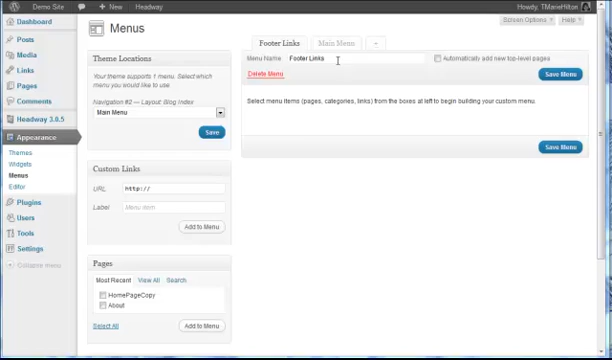 Demo Site
New
Headway
Howdy, TMarieHilton
Screen Options
Help
Dashboard
Posts
Media
Links
Pages
Comments
Headway 3.0.5
Appearance
Themes
Widgets
Menus
Editor
Plugins
Users
Tools
Settings
Collapse menu
Menus
Theme Locations
Your theme supports 1 menu. Select which
menu you would like to use.
Navigation #2 — Layout: Blog Index
Main Menu
Save
Custom Links
URL
http://
Label
Menu Item
Add to Menu
Pages
Most Recent View All Search
HomePageCopy
About
Select All
Add to Menu
Footer Links
Main Menu
+
Menu Name
Footer Links
Automatically add new top-level pages
Delete Menu
Save Menu
Select menu items (pages, categories, links) from the boxes at left to begin building your custom menu.
Save Menu